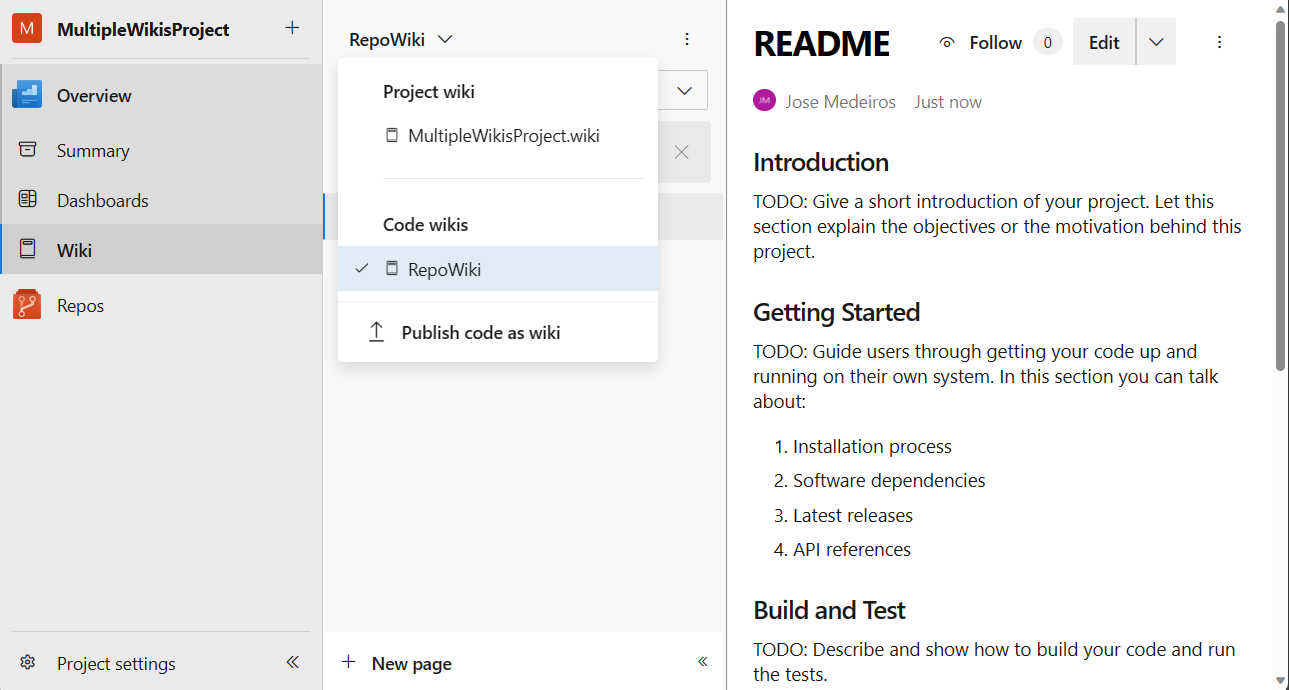 M MultipleWikisProject
Overview
Summary
Dashboards
Wiki
Repos
Project settings
RepoWiki
Project wiki
MultipleWikisProject.wiki
Code wikis
RepoWiki
Publish code as wiki
New page
README
Follow 0 Edit
JM Jose Medeiros Just now
Introduction
TODO: Give a short introduction of your project. Let this
section explain the objectives or the motivation behind this
project.
Getting Started
TODO: Guide users through getting your code up and
running on their own system. In this section you can talk
about:
1. Installation process
2. Software dependencies
3. Latest releases
4. API references
Build and Test
TODO: Describe and show how to build your code and run
the tests.